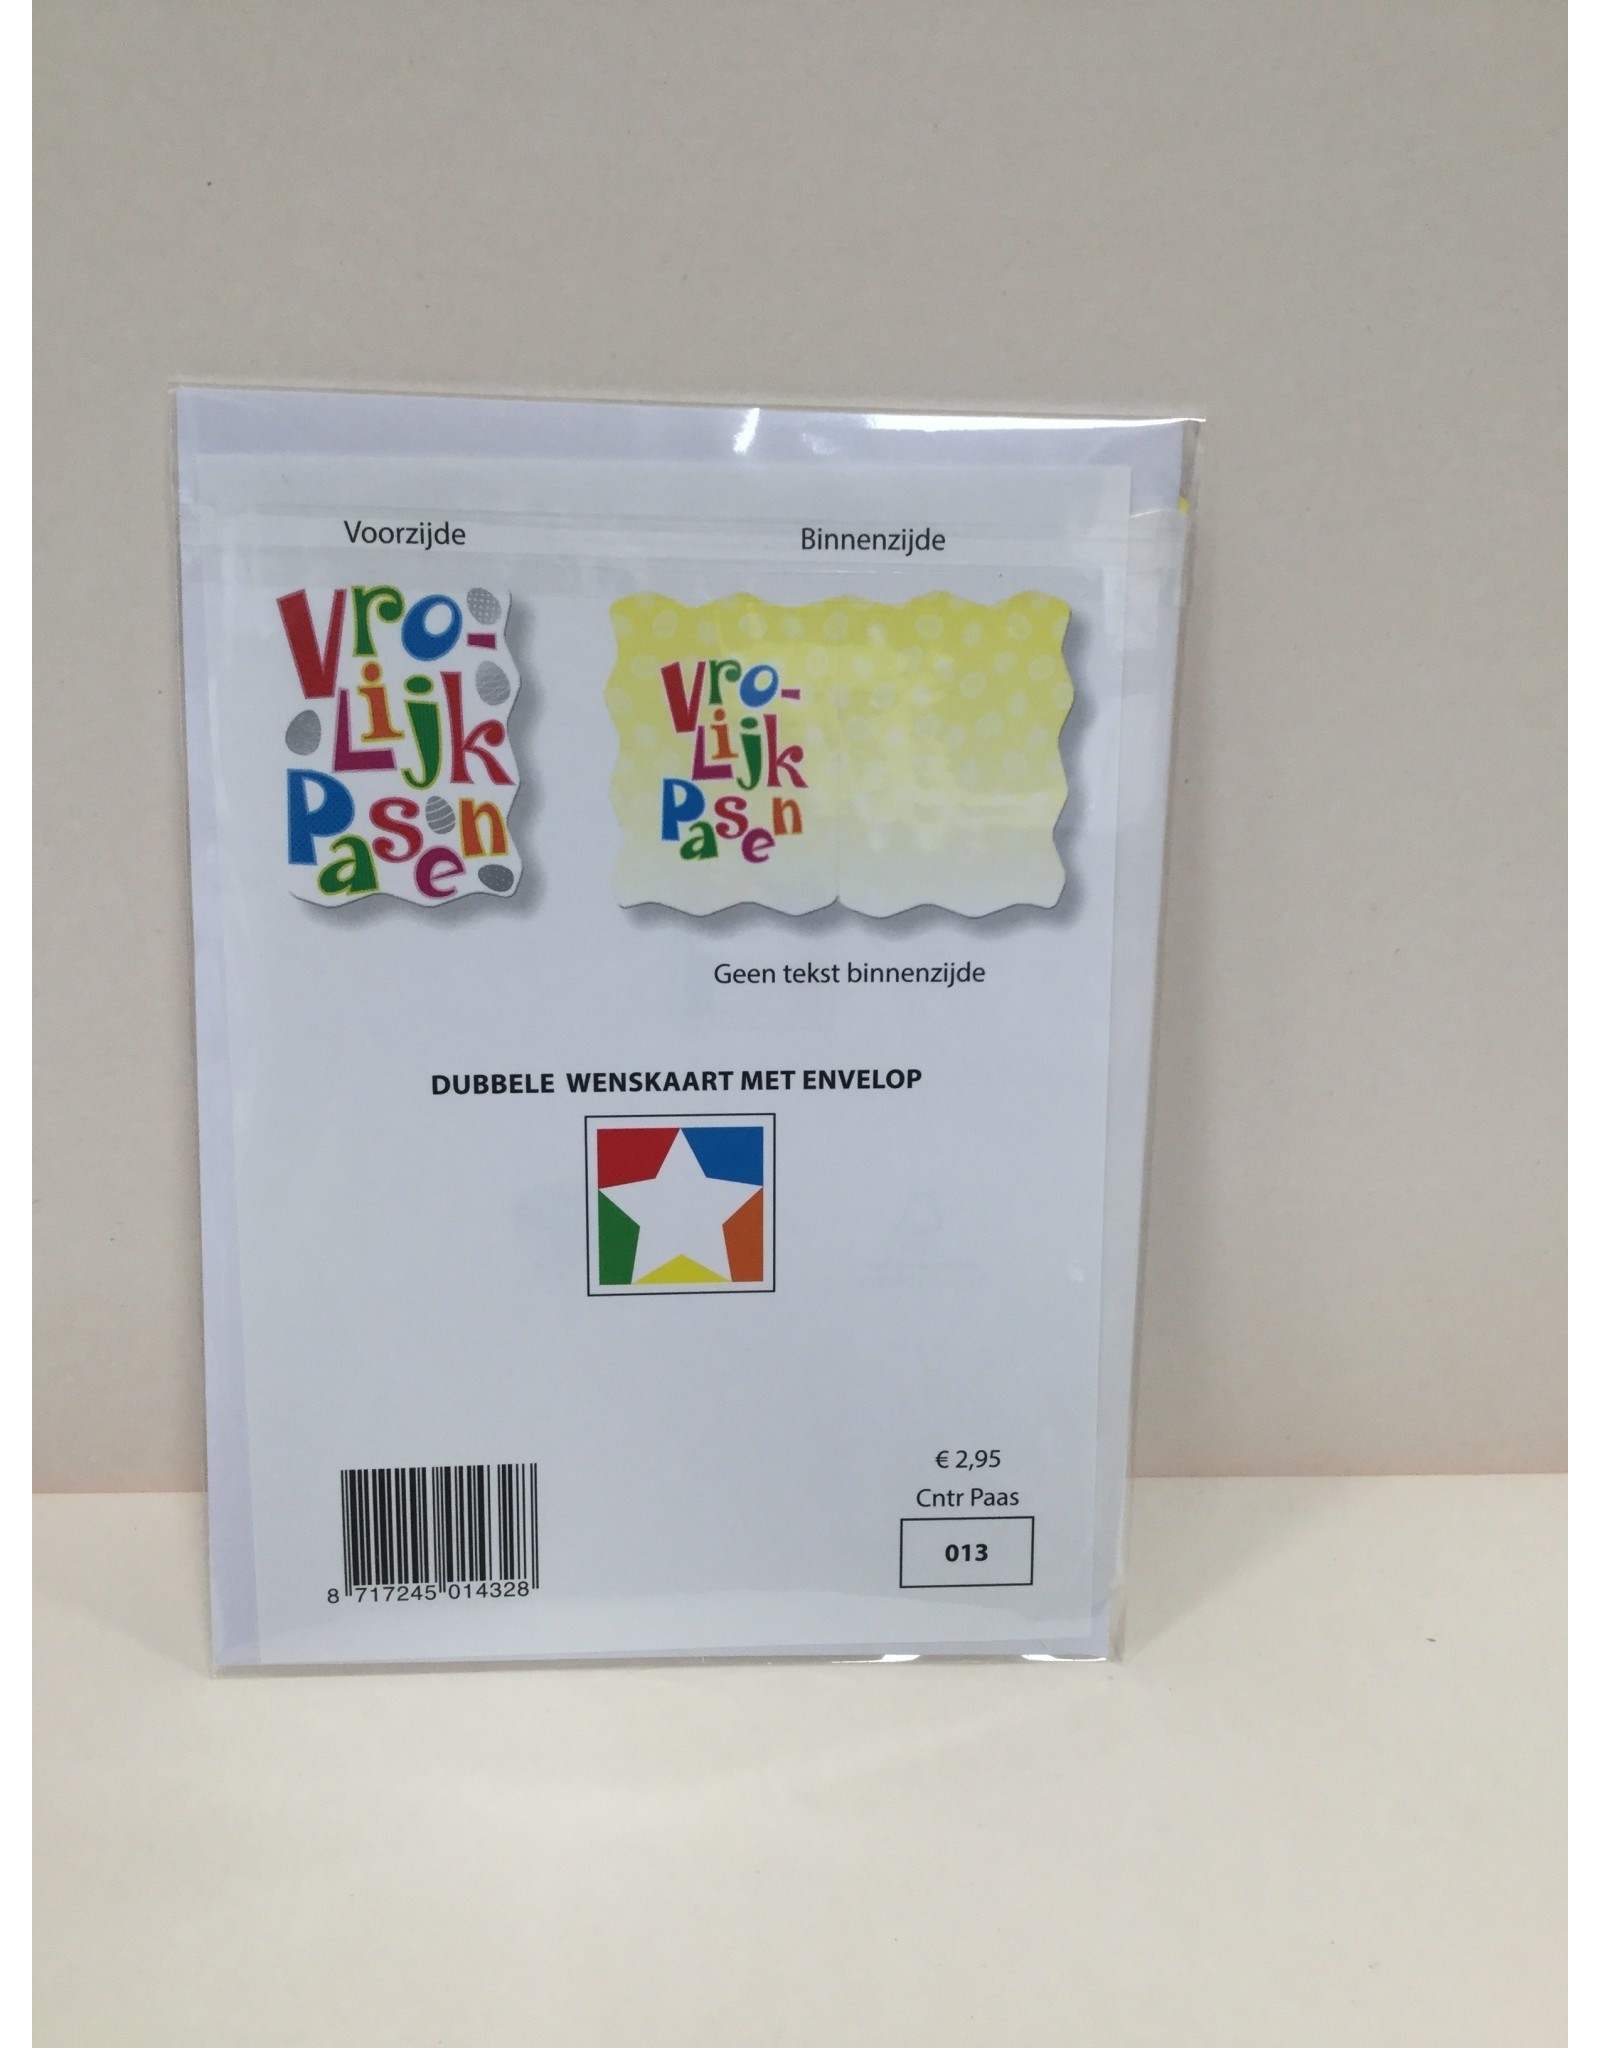 Voorzijde
Binnenzijde
Vro-
Lijk
Pasen
Vro-
Lijk
Pasen
Geen tekst binnenzijde
DUBBELE WENSKAART MET ENVELOP
€ 2,95
Cntr Paas
013
8 717245 014328